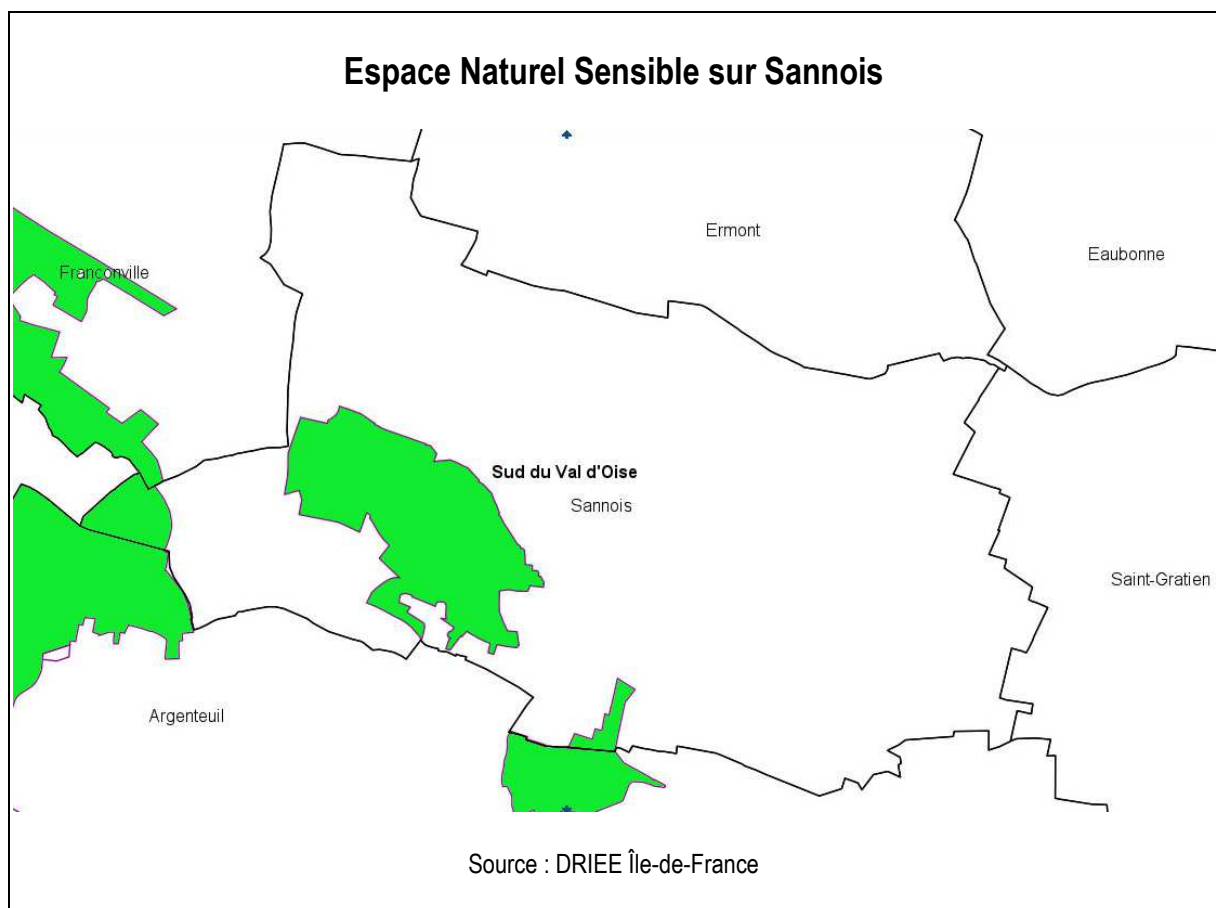 Espace Naturel Sensible sur Sannois
Ermont
Eaubonne
Franconville
Sud du Val d'Oise
Sannois
Saint-Gratien
Argenteuil
Source : DRIEE Île-de-France